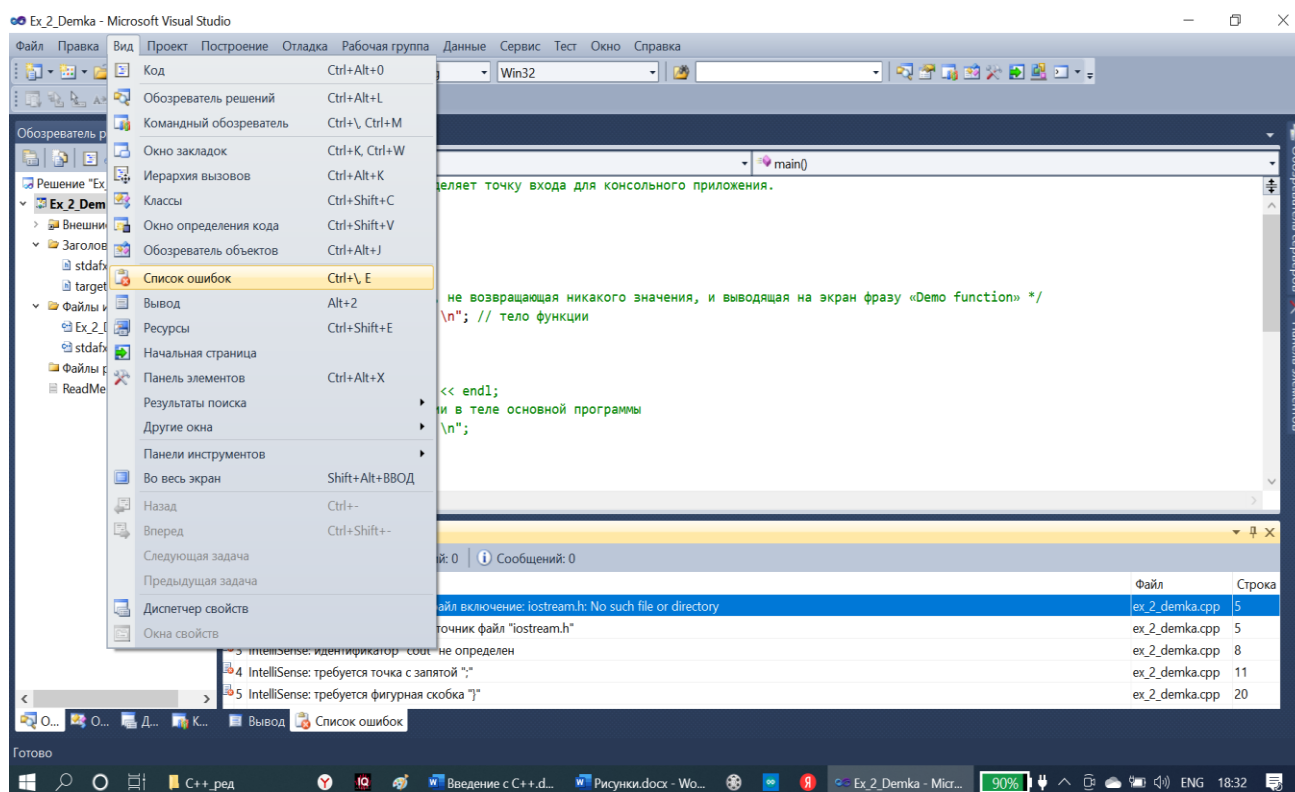 Ex_2_Demka - Microsoft Visual Studio
Файл Правка Вид Проект Построение Отладка Рабочая группа Данные Сервис Тест Окно Справка
Win32
Обозреватель р
Решение "Ex_
Ex_2_Dem
Внешни
Заголов
stdafx
target
Файлы и
Ex_2_D
stdafx
Файлы р
ReadMe
Код Ctrl+Alt+0
Обозреватель решений Ctrl+Alt+L
Командный обозреватель Ctrl+\, Ctrl+M
Окно закладок Ctrl+K, Ctrl+W
Иерархия вызовов Ctrl+Alt+K
Классы Ctrl+Shift+C
Окно определения кода Ctrl+Shift+V
Обозреватель объектов Ctrl+Alt+J
Список ошибок Ctrl+\, E
Вывод Alt+2
Ресурсы Ctrl+Shift+E
Начальная страница
Панель элементов Ctrl+Alt+X
Результаты поиска
Другие окна
Панели инструментов
Во весь экран Shift+Alt+ВВОД
Назад Ctrl+-
Вперед Ctrl+Shift+-
Следующая задача
Предыдущая задача
Диспетчер свойств
Окна свойств
main()
деляет точку входа для консольного приложения.
, не возвращающая никакого значения, и выводящая на экран фразу «Demo function» */
\n"; // тело функции
<< endl;
ии в теле основной программы
\n";
ий: 0 Сообщений: 0
Файл Строка
айл включение: iostream.h: No such file or directory ex_2_demka.cpp 5
точник файл "iostream.h" ex_2_demka.cpp 5
3 IntelliSense: идентификатор "cout" не определен ex_2_demka.cpp 8
4 IntelliSense: требуется точка с запятой ";" ex_2_demka.cpp 11
5 IntelliSense: требуется фигурная скобка "}" ex_2_demka.cpp 20
О... О... Д... К... Вывод Список ошибок
Готово
C++_ред Введение с C++.d... Рисунки.docx - Wo... Ex_2_Demka - Micr... 90% ENG 18:32